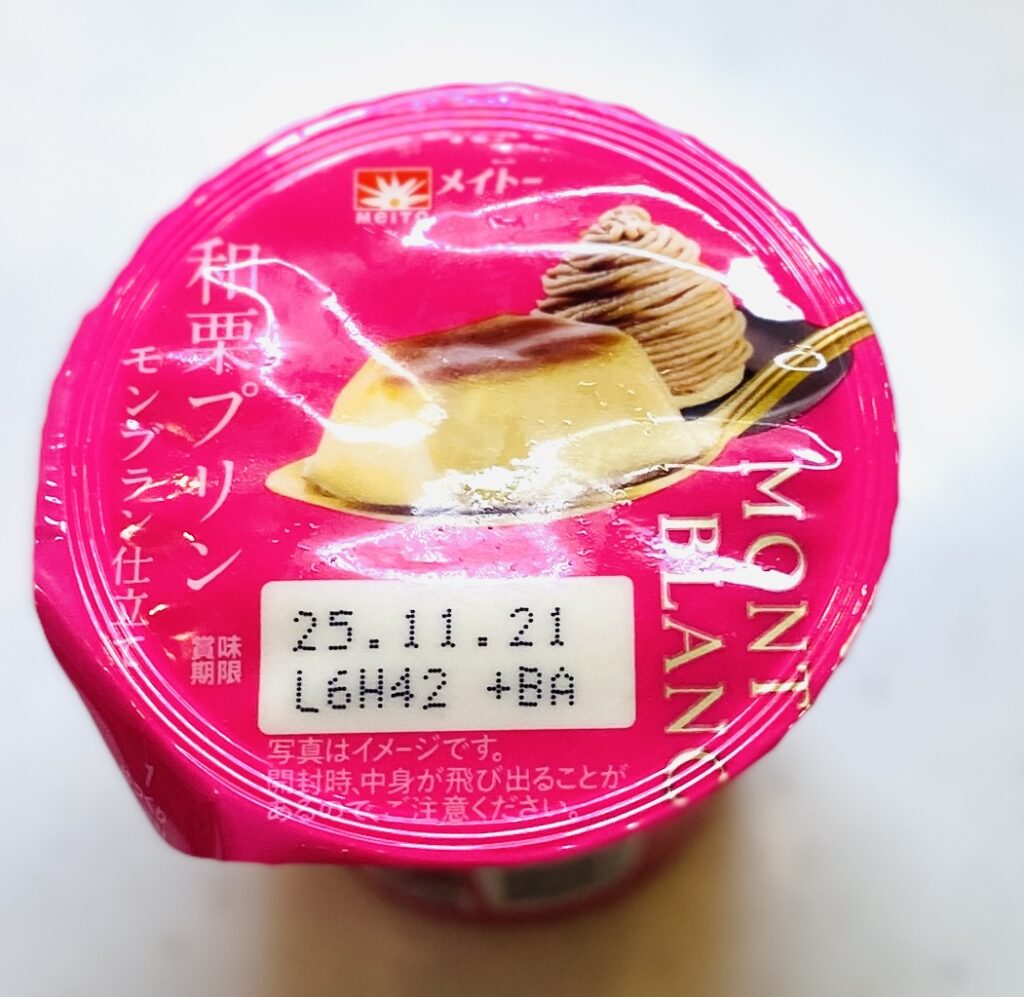 メイトー
MEITO
和栗プリン
モンブラン仕立て
MONT
BLANC
賞味
期限
25.11.21
L6H42 +BA
写真はイメージです。
開封時、中身が飛び出ることが
あるので、ご注意ください。